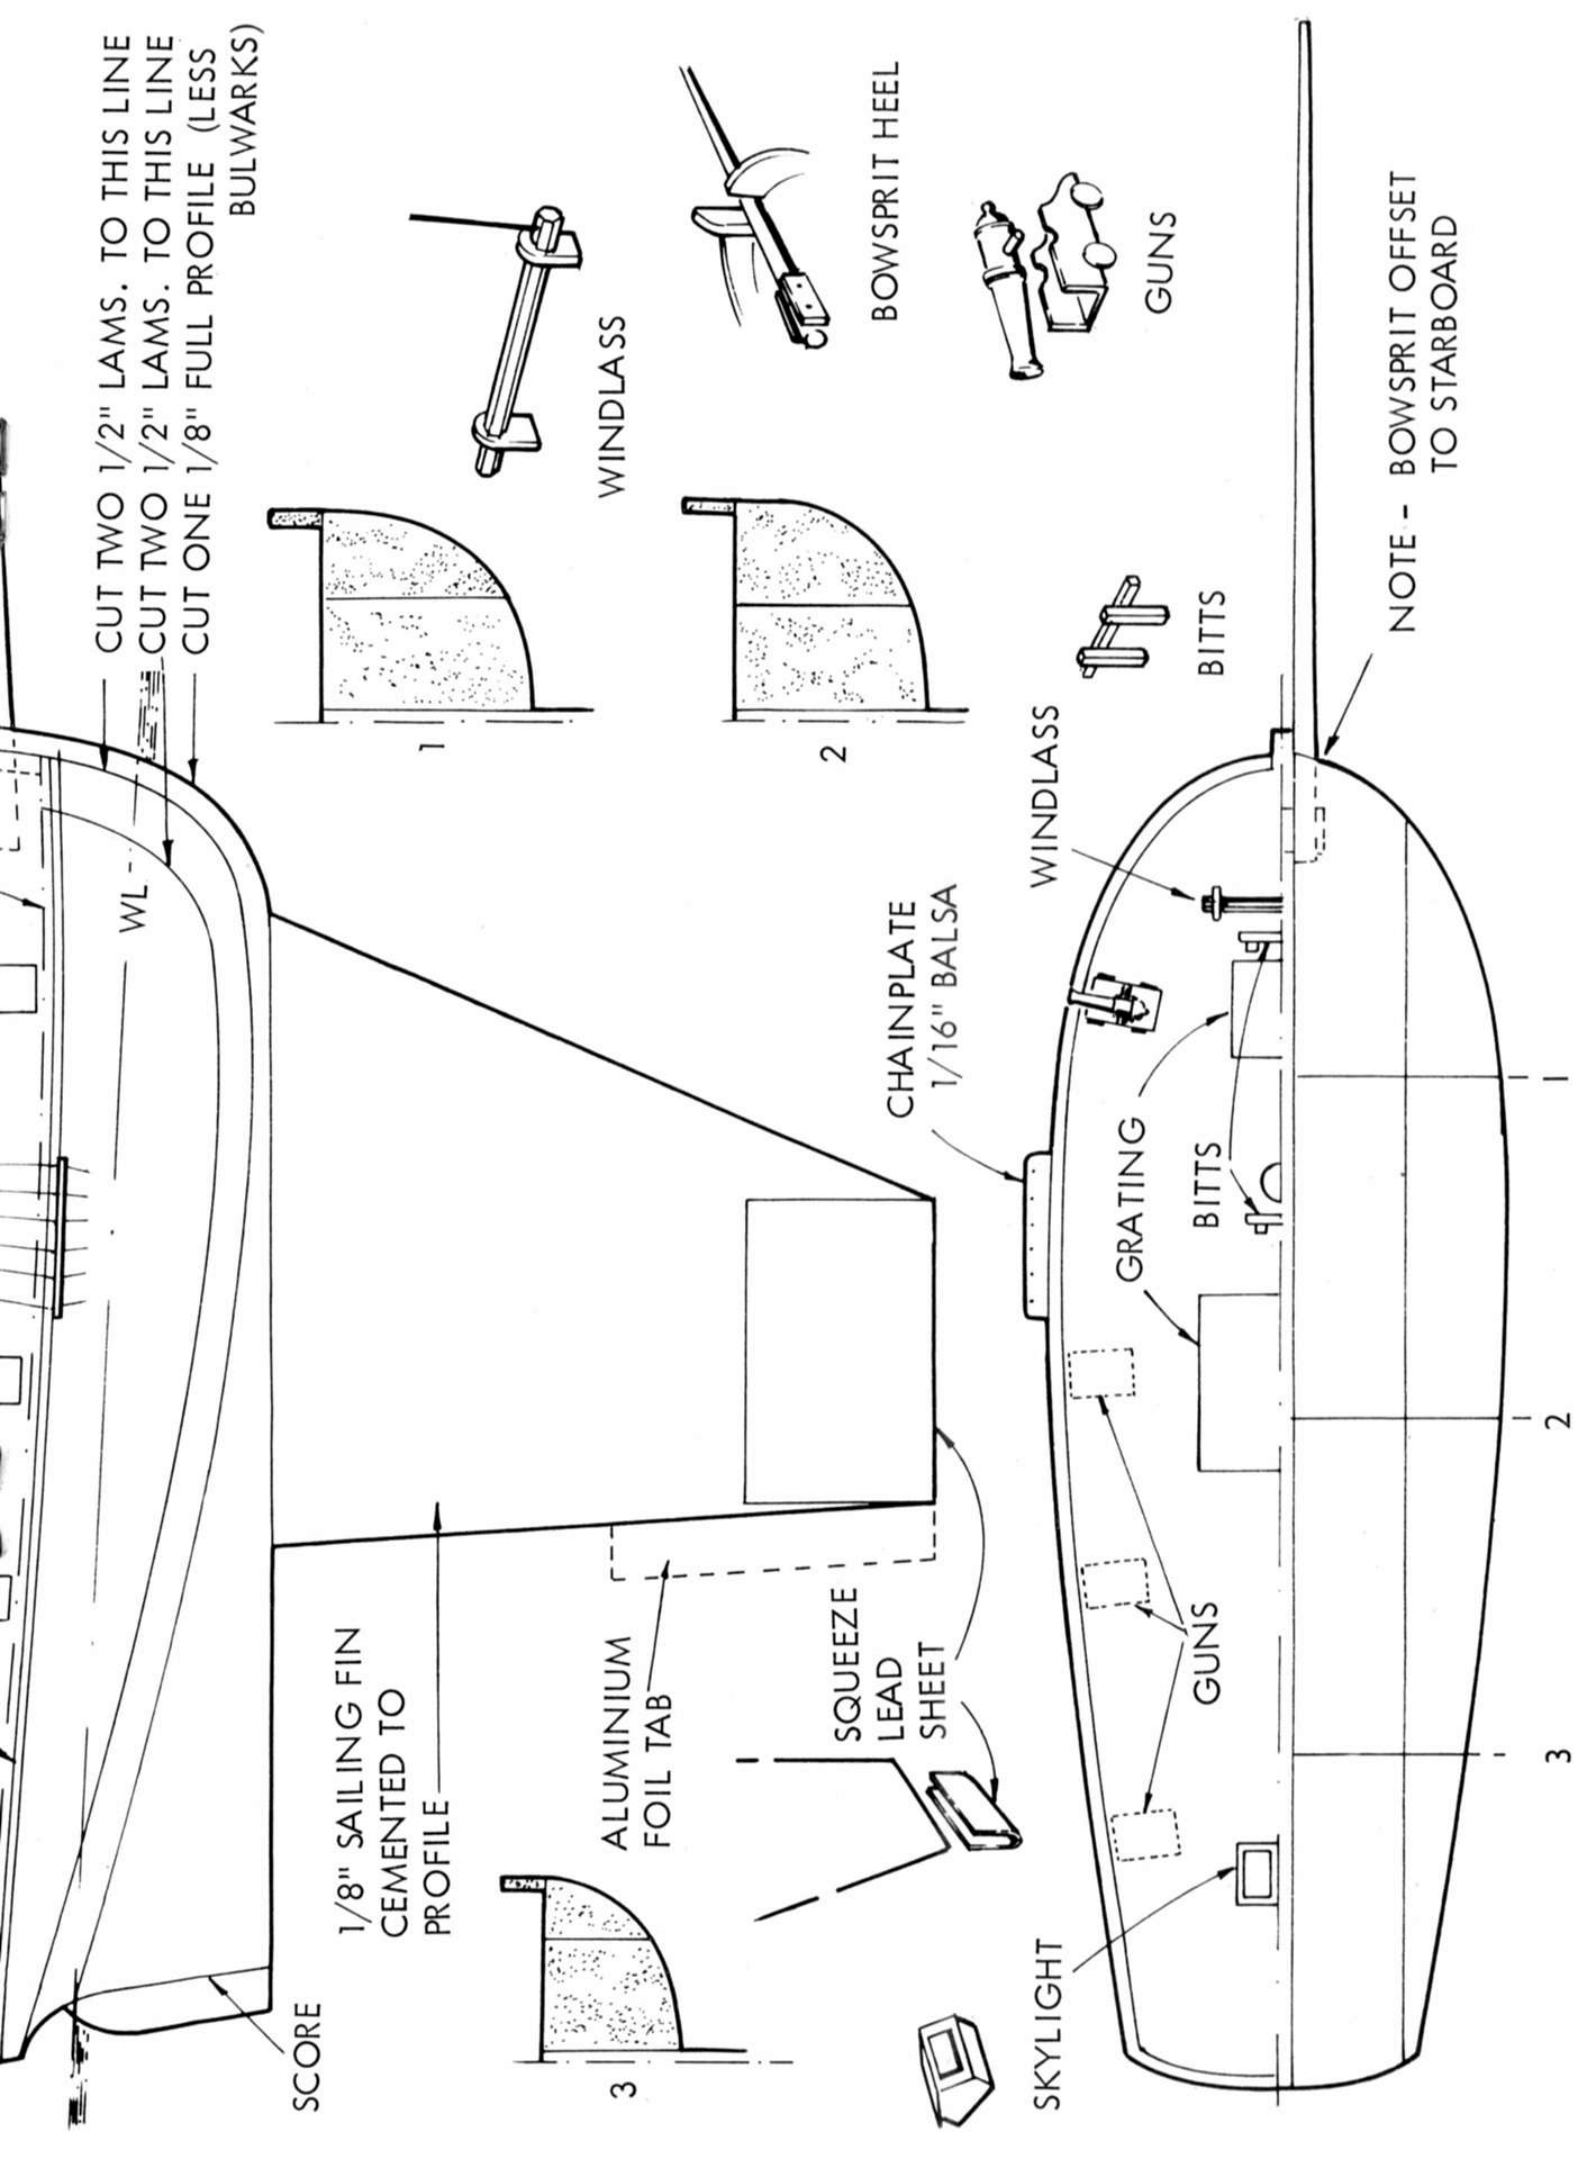 CUT TWO 1/2" LAMS. TO THIS LINE
CUT TWO 1/2" LAMS. TO THIS LINE
CUT ONE 1/8" FULL PROFILE (LESS
BULWARKS)
WL
1
WINDLASS
2
BOWSPRIT HEEL
GUNS
BITTS
1/8" SAILING FIN
CEMENTED TO
PROFILE
SCORE
ALUMINIUM
FOIL TAB
3
SQUEEZE
LEAD
SHEET
CHAINPLATE
1/16" BALSA
WINDLASS
GRATING
BITTS
GUNS
SKYLIGHT
NOTE - BOWSPRIT OFFSET
TO STARBOARD
3
2
1